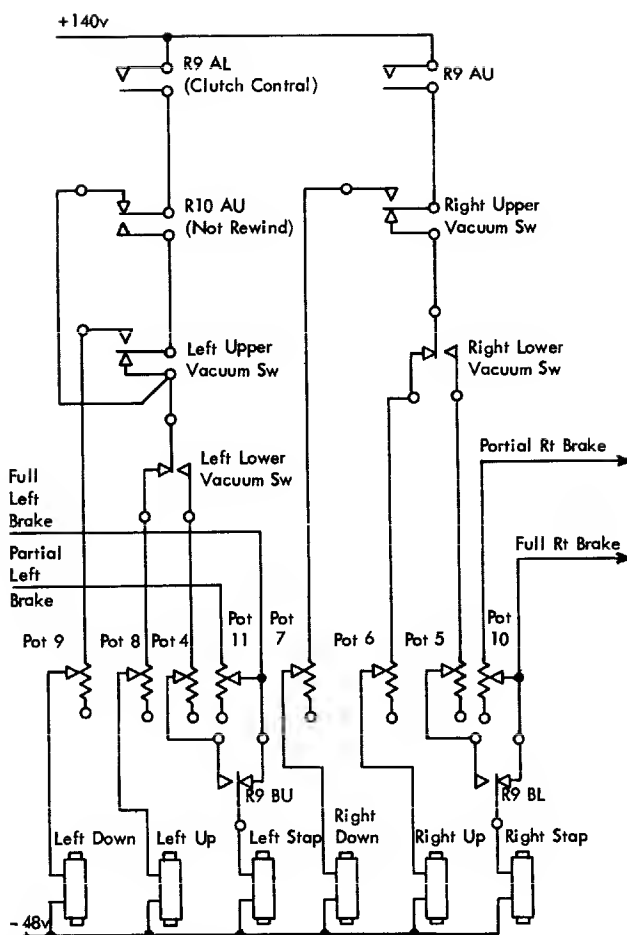 +140v
R9 AL
(Clutch Contral)
R9 AU
R10 AU
(Not Rewind)
Right Upper
Vacuum Sw
Left Upper
Vacuum Sw
Right Lower
Vacuum Sw
Left Lower
Vacuum Sw
Partial Rt Brake
Full
Left
Brake
Full Rt Brake
Partial
Left
Brake
Pot 9
Pot 8
Pot 4
Pot
11
Pot
7
Pot 6
Pot 5
Pot
10
R9 BU
R9 BL
Left Down
Left Up
Left Stap
Right
Down
Right Up
Right Stap
-48v